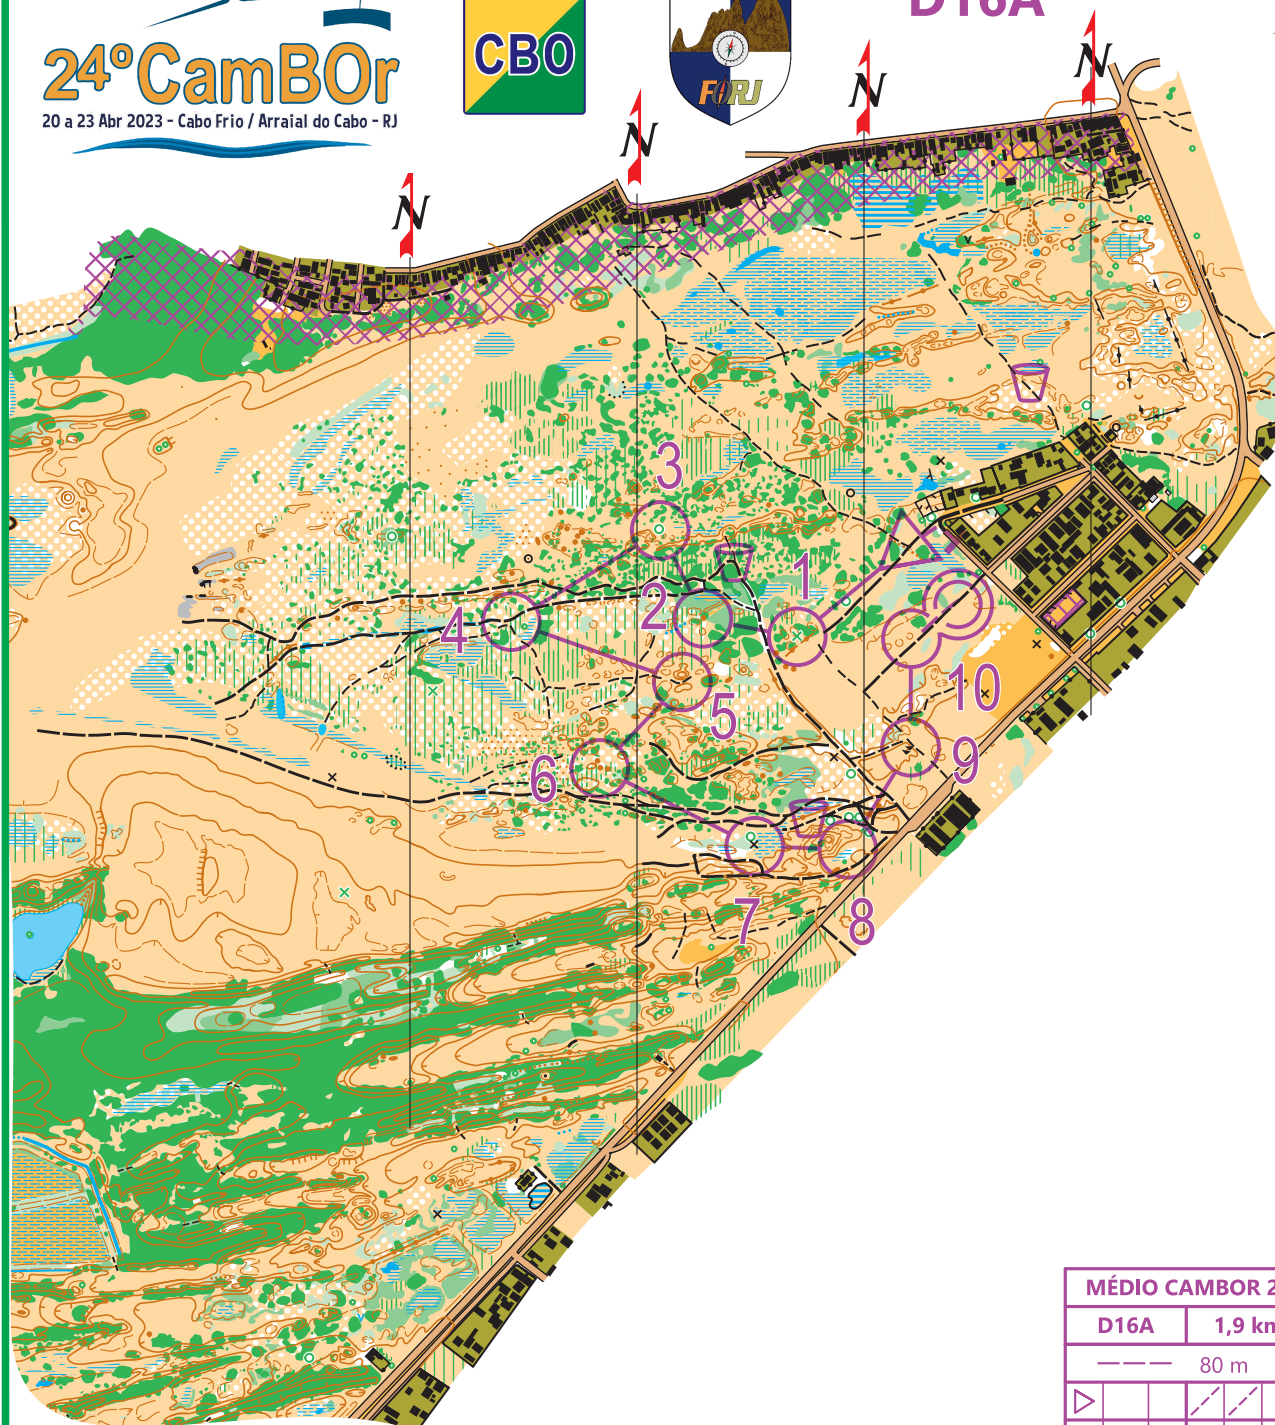 D16A
24ºCamBOr
20 a 23 Abr 2023 - Cabo Frio / Arraial do Cabo - RJ
CBO
FORJ
N
N
N
N
N
3
1
2
4
10
5
9
6
7
8
MÉDIO CAMBOR 2
D16A 1,9 km
80 m